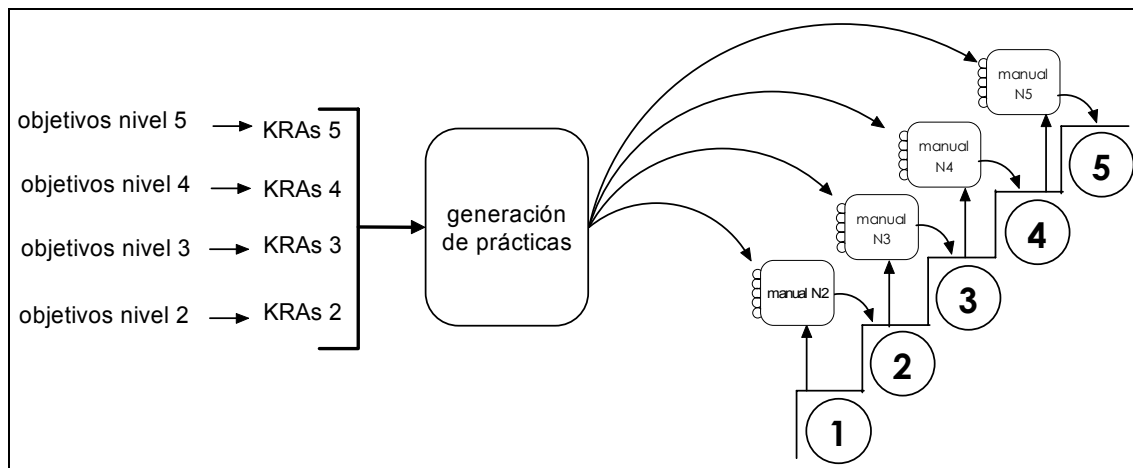 objetivos nivel 5
KRAs 5
objetivos nivel 4
KRAs 4
objetivos nivel 3
KRAs 3
objetivos nivel 2
KRAs 2
generación
de prácticas
manual
N5
manual
N4
manual
N3
manual N2
5
4
3
2
1